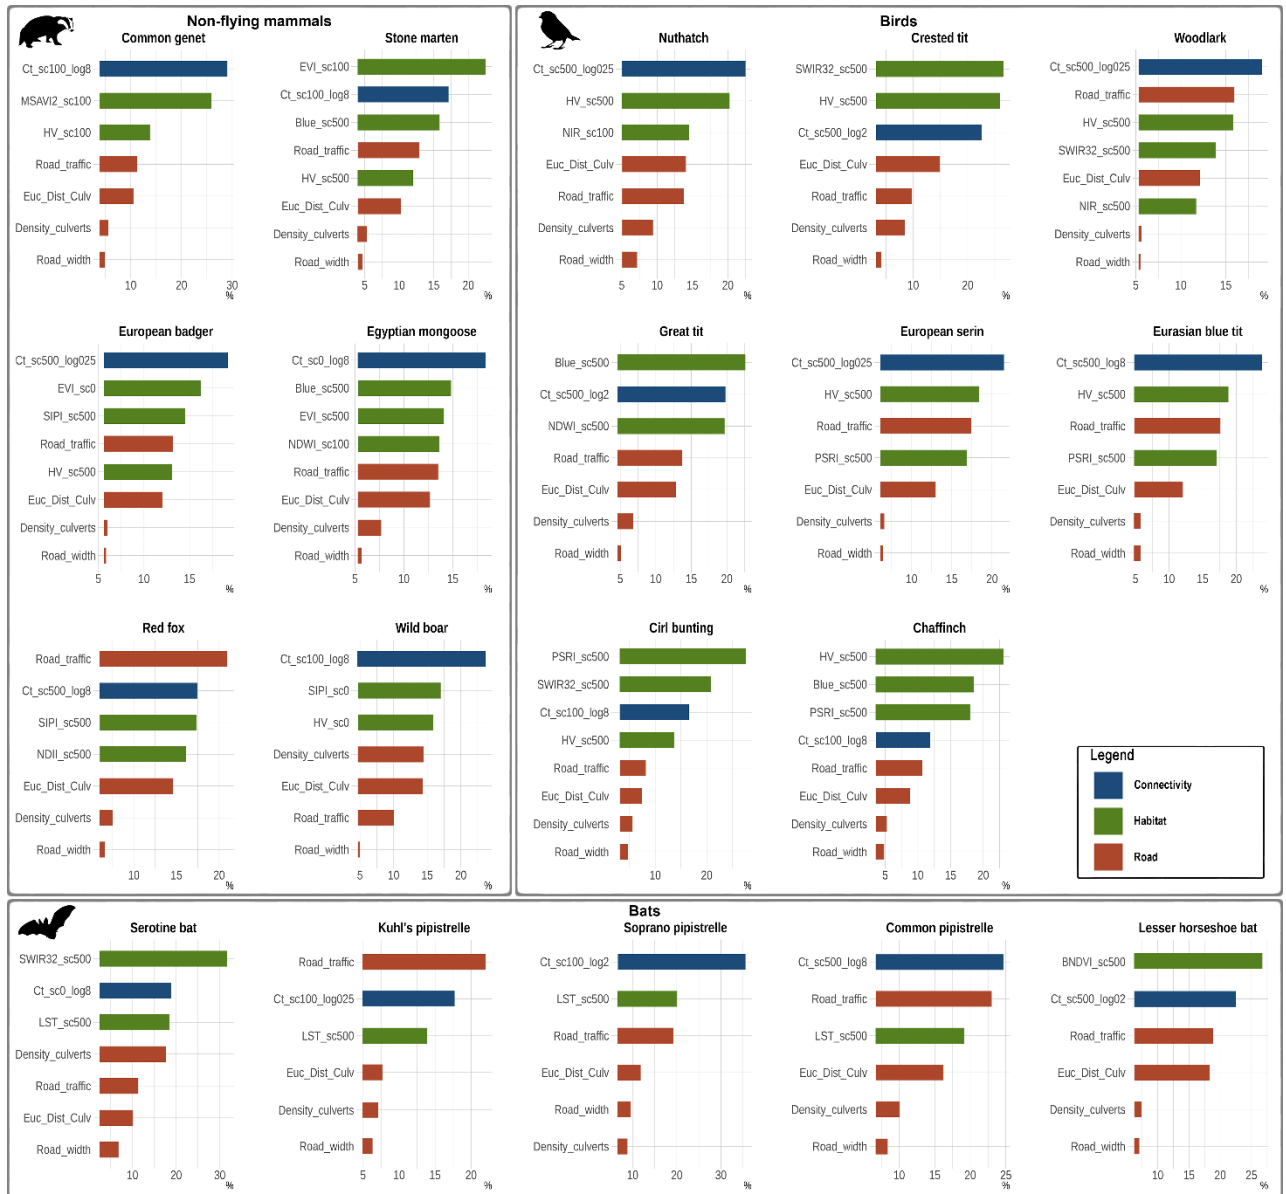 Non-flying mammals
Common genet
Ct_sc100_log8
MSAVI2_sc100
HV_sc100
Road_traffic
Euc_Dist_Culv
Density_culverts
Road_width
5 10 20 30
%
Stone marten
EVI_sc100
Ct_sc100_log8
Blue_sc500
Road_traffic
HV_sc500
Euc_Dist_Culv
Density_culverts
Road_width
5 10 15 20
%
European badger
Ct_sc500_log025
EVI_sc0
SIPI_sc500
Road_traffic
HV_sc500
Euc_Dist_Culv
Density_culverts
Road_width
5 10 15
%
Egyptian mongoose
Ct_sc0_log8
Blue_sc500
EVI_sc500
NDWI_sc100
Road_traffic
Euc_Dist_Culv
Density_culverts
Road_width
5 10 15
%
Red fox
Road_traffic
Ct_sc500_log8
SIPI_sc500
NDII_sc500
Euc_Dist_Culv
Density_culverts
Road_width
10 15 20
%
Wild boar
Ct_sc100_log8
SIPI_sc0
HV_sc0
Density_culverts
Euc_Dist_Culv
Road_traffic
Road_width
5 10 15 20
%
Birds
Nuthatch
Ct_sc500_log025
HV_sc500
NIR_sc100
Euc_Dist_Culv
Road_traffic
Density_culverts
Road_width
5 10 15 20
%
Crested tit
SWIR32_sc500
HV_sc500
Ct_sc500_log2
Euc_Dist_Culv
Road_traffic
Density_culverts
Road_width
10 20
%
Woodlark
Ct_sc500_log025
Road_traffic
HV_sc500
SWIR32_sc500
Euc_Dist_Culv
NIR_sc500
Density_culverts
Road_width
5 10 15
%
Great tit
Blue_sc500
Ct_sc500_log2
NDWI_sc500
Road_traffic
Euc_Dist_Culv
Density_culverts
Road_width
5 10 15 20
%
European serin
Ct_sc500_log025
HV_sc500
Road_traffic
PSRI_sc500
Euc_Dist_Culv
Density_culverts
Road_width
10 15 20
%
Eurasian blue tit
Ct_sc500_log8
HV_sc500
Road_traffic
PSRI_sc500
Euc_Dist_Culv
Density_culverts
Road_width
5 10 15 20
%
Cirl bunting
PSRI_sc500
SWIR32_sc500
Ct_sc100_log8
HV_sc500
Road_traffic
Euc_Dist_Culv
Density_culverts
Road_width
10 20
%
Chaffinch
HV_sc500
Blue_sc500
PSRI_sc500
Ct_sc100_log8
Road_traffic
Euc_Dist_Culv
Density_culverts
Road_width
5 10 15 20
%
Legend
Connectivity
Habitat
Road
Bats
Serotine bat
SWIR32_sc500
Ct_sc0_log8
LST_sc500
Density_culverts
Road_traffic
Euc_Dist_Culv
Road_width
10 20 30
%
Kuhl's pipistrelle
Road_traffic
Ct_sc100_log025
LST_sc500
Euc_Dist_Culv
Density_culverts
Road_width
5 10 15 20
%
Soprano pipistrelle
Ct_sc100_log2
LST_sc500
Road_traffic
Euc_Dist_Culv
Road_width
Density_culverts
10 20 30
%
Common pipistrelle
Ct_sc500_log8
Road_traffic
LST_sc500
Euc_Dist_Culv
Density_culverts
Road_width
10 15 20 25
%
Lesser horseshoe bat
BNDVI_sc500
Ct_sc500_log02
Road_traffic
Euc_Dist_Culv
Density_culverts
Road_width
10 15 20 25
%